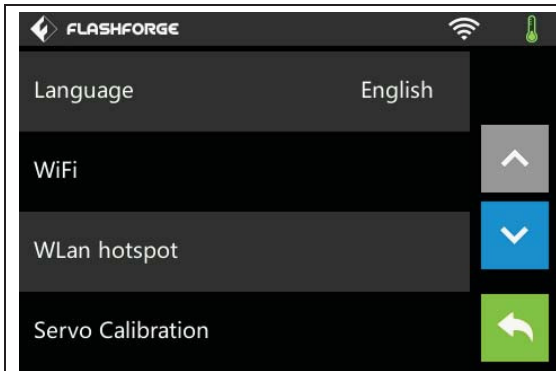 FLASHFORGE
Language English
WiFi
WLan hotspot
Servo Calibration